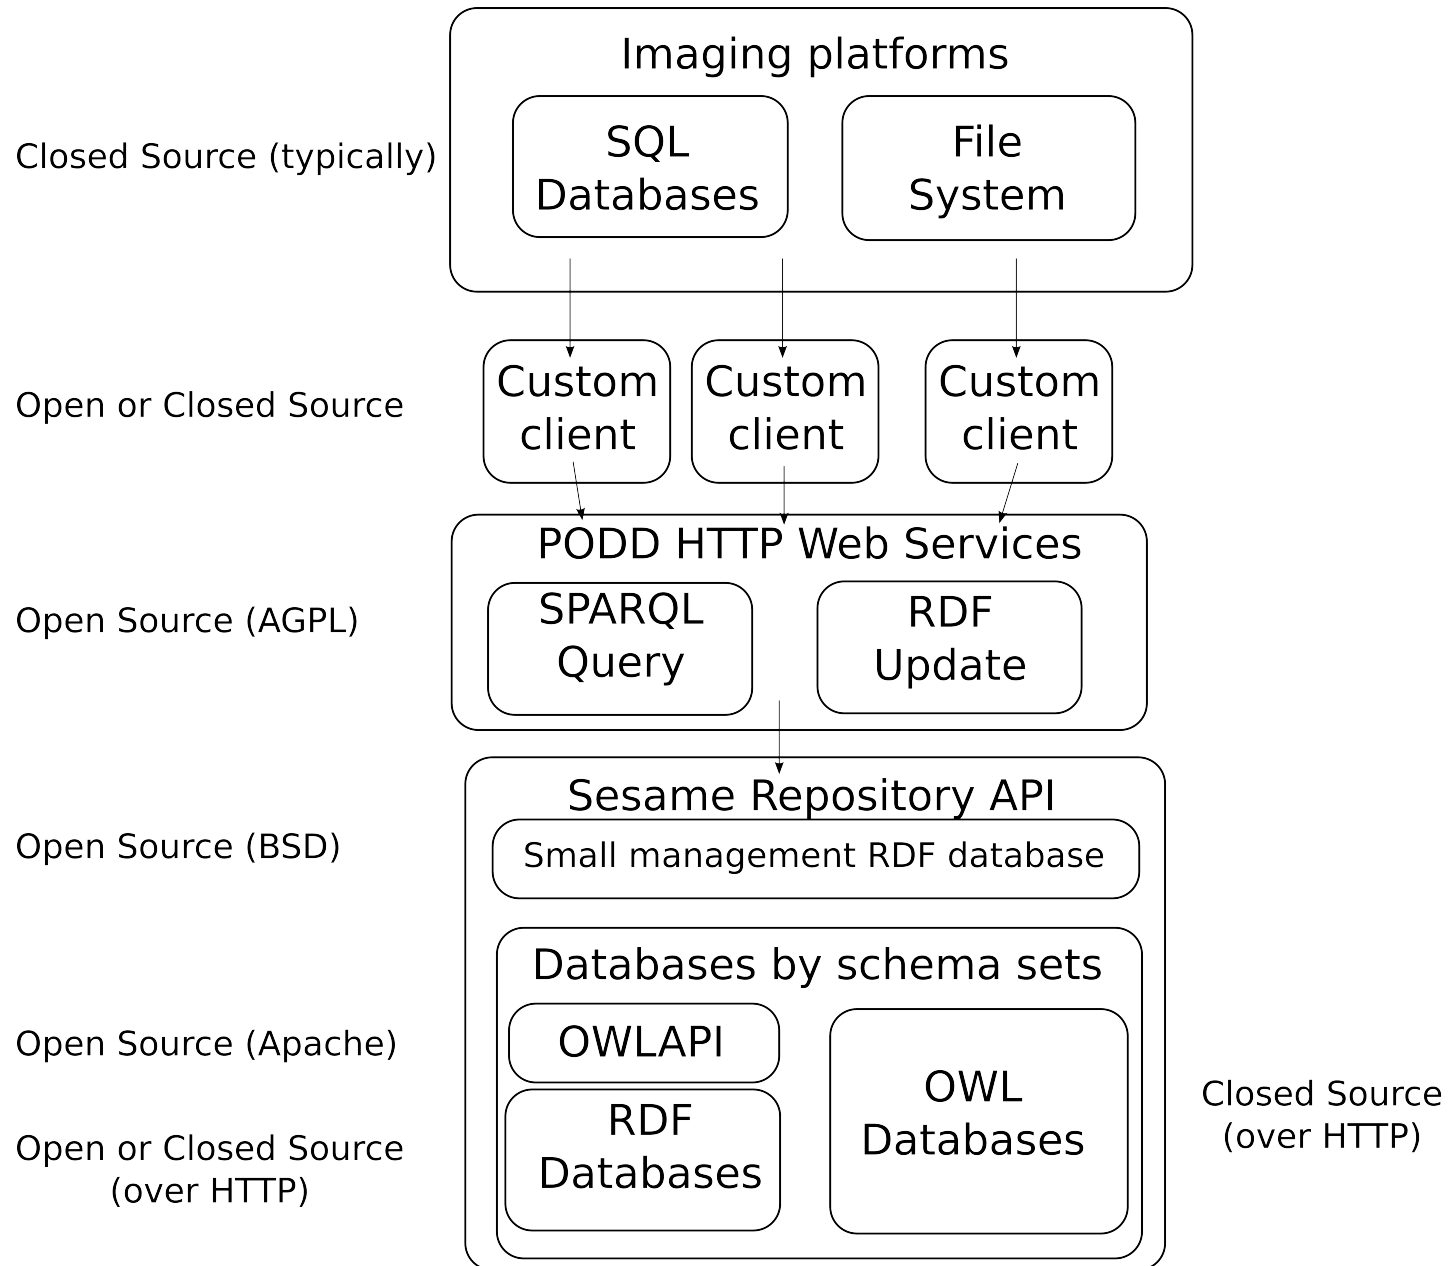 Imaging platforms
SQL
Databases
File
System
Closed Source (typically)
Custom
client
Custom
client
Custom
client
Open or Closed Source
PODD HTTP Web Services
SPARQL
Query
RDF
Update
Open Source (AGPL)
Sesame Repository API
Small management RDF database
Open Source (BSD)
Databases by schema sets
OWLAPI
Open Source (Apache)
RDF
Databases
Open or Closed Source
(over HTTP)
OWL
Databases
Closed Source
(over HTTP)